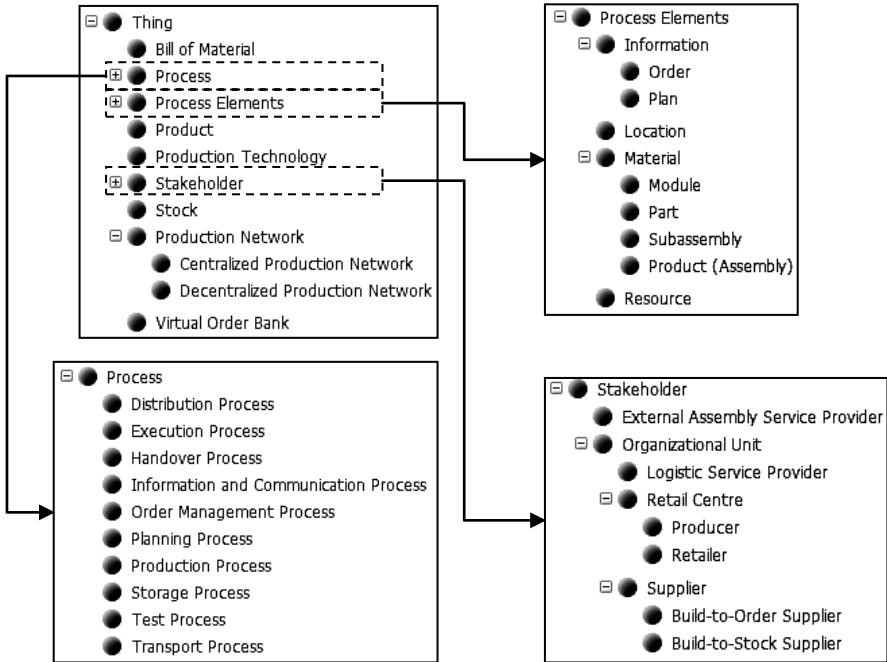 Thing
Bill of Material
Process
Process Elements
Product
Production Technology
Stakeholder
Stock
Production Network
Centralized Production Network
Decentralized Production Network
Virtual Order Bank
Process Elements
Information
Order
Plan
Location
Material
Module
Part
Subassembly
Product (Assembly)
Resource
Process
Distribution Process
Execution Process
Handover Process
Information and Communication Process
Order Management Process
Planning Process
Production Process
Storage Process
Test Process
Transport Process
Stakeholder
External Assembly Service Provider
Organizational Unit
Logistic Service Provider
Retail Centre
Producer
Retailer
Supplier
Build-to-Order Supplier
Build-to-Stock Supplier